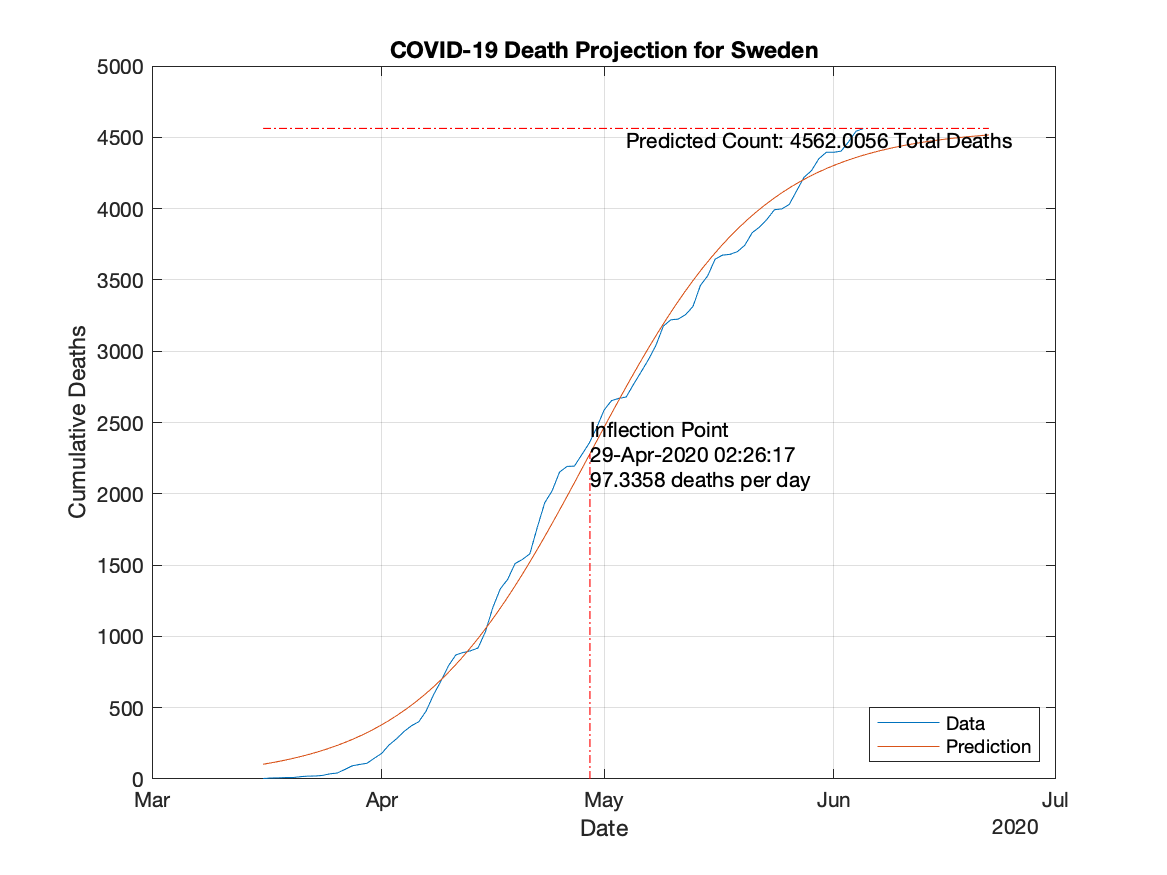 COVID-19 Death Projection for Sweden
5000
4500
4000
3500
3000
2500
2000
1500
1000
500
0
Cumulative Deaths
Predicted Count: 4562.0056 Total Deaths
Inflection Point
29-Apr-2020 02:26:17
97.3358 deaths per day
Data
Prediction
Mar Apr May Jun Jul
Date
2020